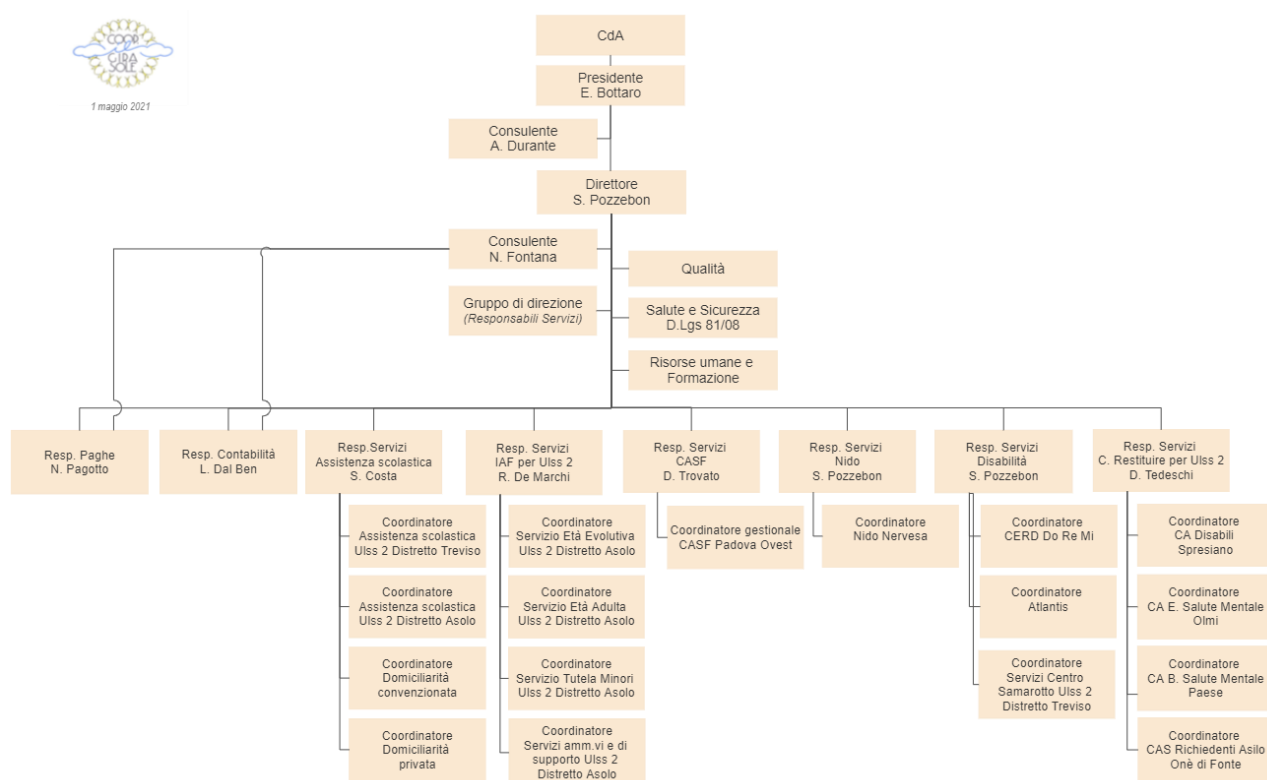 COOP
il
GIRA
SOLE
1 maggio 2021
CdA
Presidente
E. Bottaro
Consulente
A. Durante
Direttore
S. Pozzebon
Consulente
N. Fontana
Qualità
Gruppo di direzione
(Responsabili Servizi)
Salute e Sicurezza
D.Lgs 81/08
Risorse umane e
Formazione
Resp. Paghe
N. Pagotto
Resp. Contabilità
L. Dal Ben
Resp.Servizi
Assistenza scolastica
S. Costa
Resp. Servizi
IAF per Ulss 2
R. De Marchi
Resp. Servizi
CASF
D. Trovato
Resp. Servizi
Nido
S. Pozzebon
Resp. Servizi
Disabilità
S. Pozzebon
Resp. Servizi
C. Restituire per Ulss 2
D. Tedeschi
Coordinatore
Assistenza scolastica
Ulss 2 Distretto Treviso
Coordinatore
Assistenza scolastica
Ulss 2 Distretto Asolo
Coordinatore
Domiciliarità
convenzionata
Coordinatore
Domiciliarità
privata
Coordinatore
Servizio Età Evolutiva
Ulss 2 Distretto Asolo
Coordinatore
Servizio Età Adulta
Ulss 2 Distretto Asolo
Coordinatore
Servizio Tutela Minori
Ulss 2 Distretto Asolo
Coordinatore
Servizi amm.vi e di
supporto Ulss 2
Distretto Asolo
Coordinatore gestionale
CASF Padova Ovest
Coordinatore
Nido Nervesa
Coordinatore
CERD Do Re Mi
Coordinatore
Atlantis
Coordinatore
Servizi Centro
Samarotto Ulss 2
Distretto Treviso
Coordinatore
CA Disabili
Spresiano
Coordinatore
CA E. Salute Mentale
Olmi
Coordinatore
CA B. Salute Mentale
Paese
Coordinatore
CAS Richiedenti Asilo
Onè di Fonte